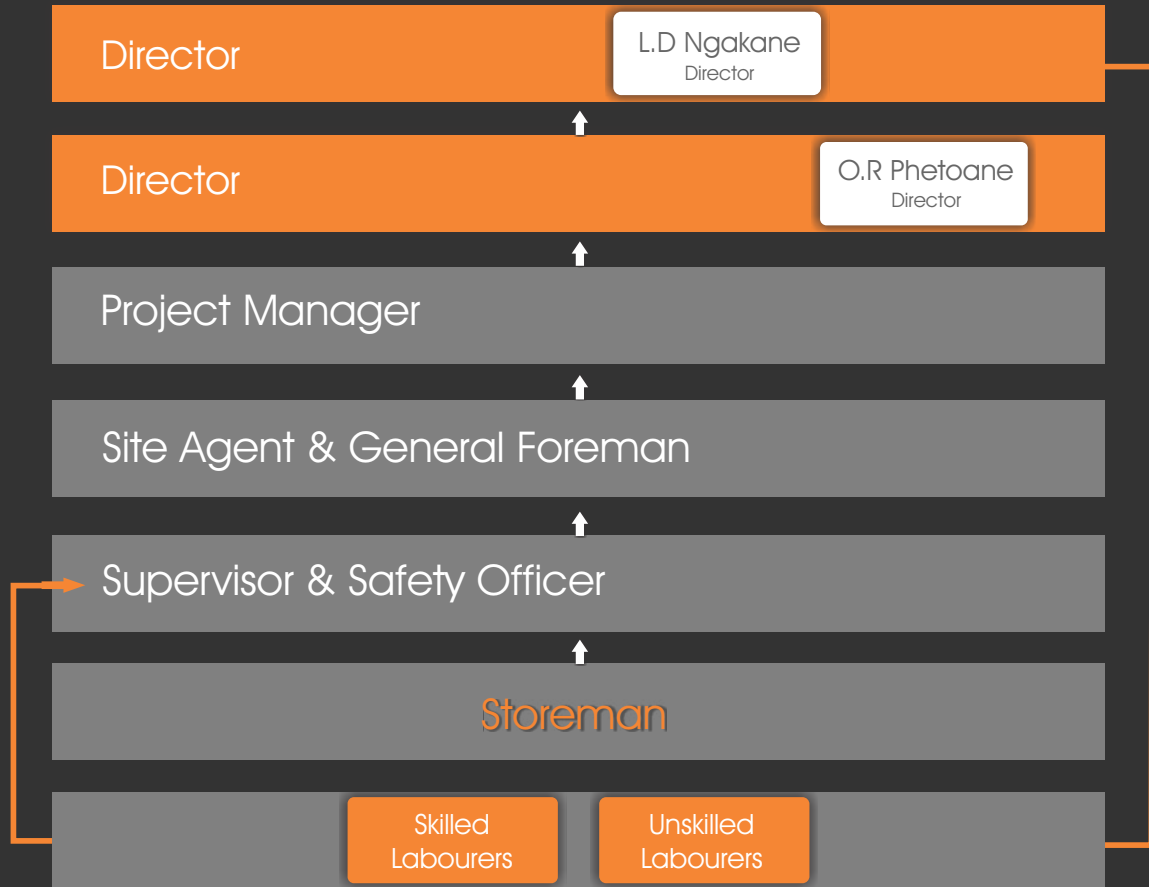 Director
L.D Ngakane
Director
Director
O.R Phetoane
Director
Project Manager
Site Agent & General Foreman
Supervisor & Safety Officer
Storeman
Skilled
Labourers
Unskilled
Labourers